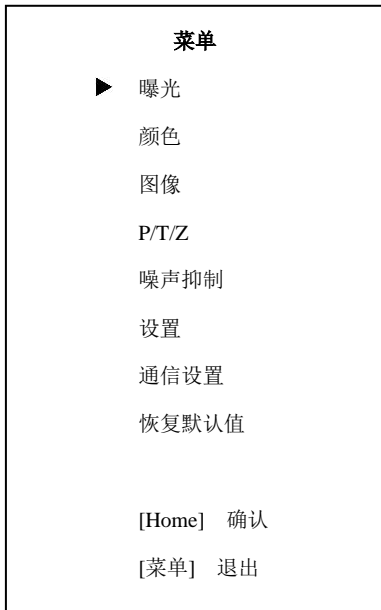 菜单
曝光
颜色
图像
P/T/Z
噪声抑制
设置
通信设置
恢复默认值
[Home] 确认
[菜单] 退出